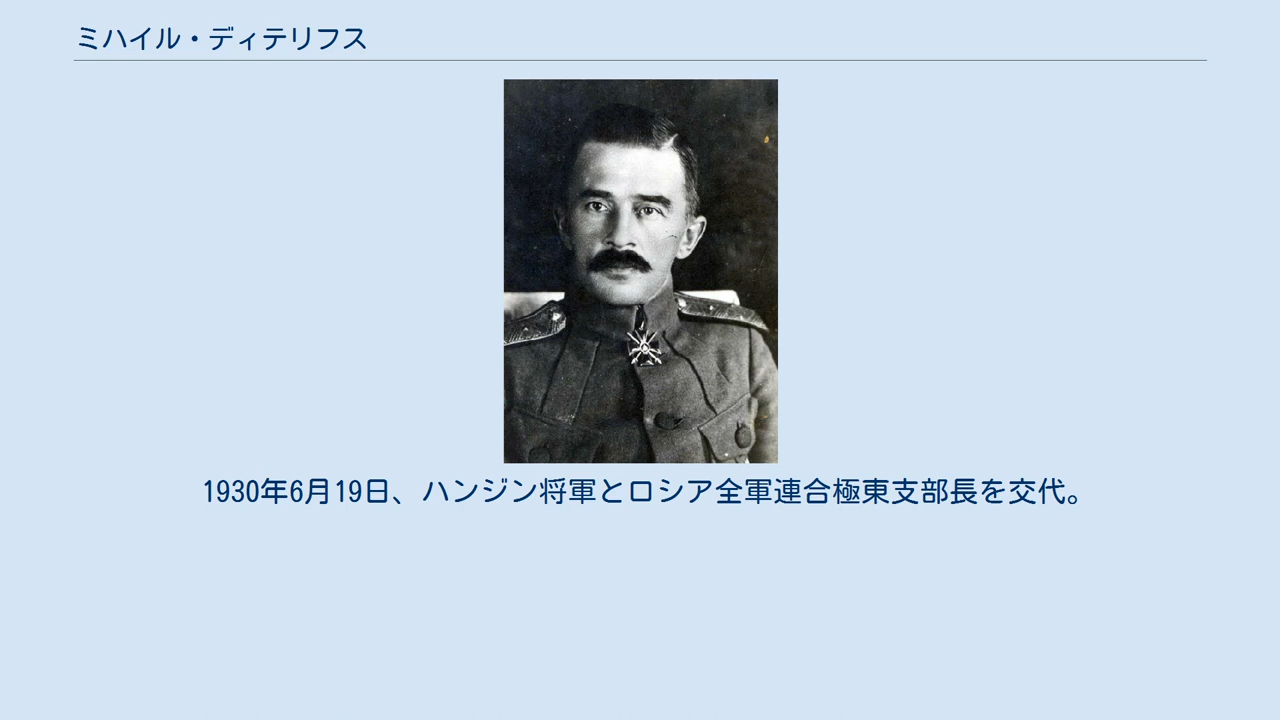 ミハイル・ディテリフス
1930年6月19日、ハンジン将軍とロシア全軍連合極東支部長を交代。